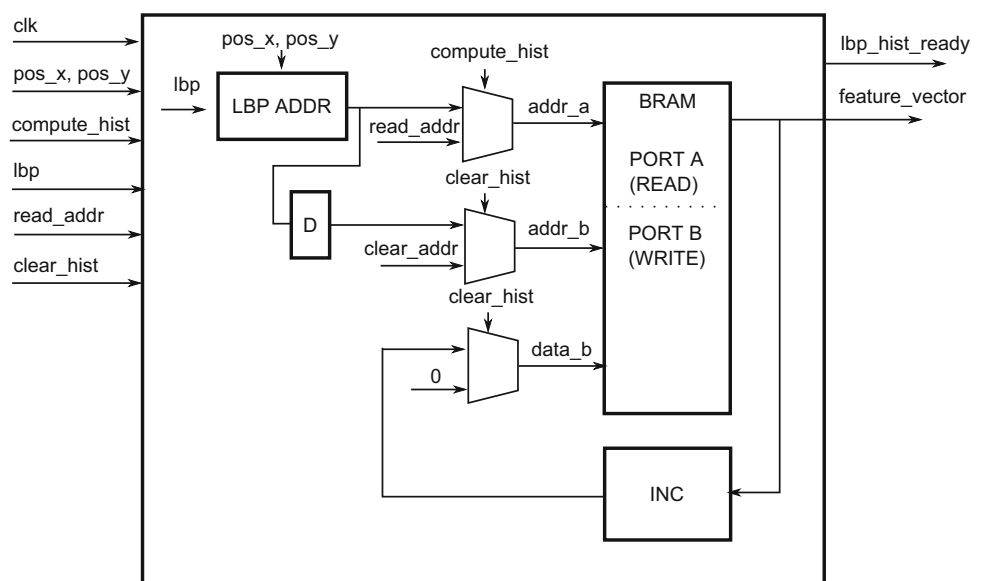 clk
pos_x, pos_y
compute_hist
lbp
read_addr
clear_hist
pos_x, pos_y
lbp
LBP ADDR
compute_hist
read_addr
addr_a
clear_hist
D
clear_addr
addr_b
clear_hist
0
data_b
BRAM
PORT A
(READ)
PORT B
(WRITE)
INC
lbp_hist_ready
feature_vector